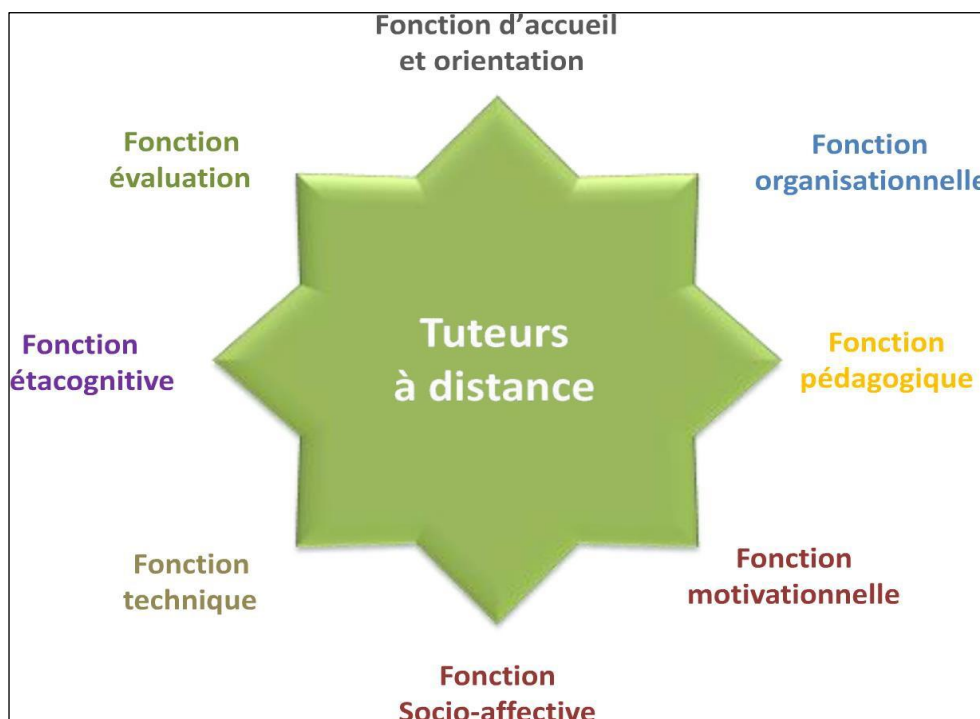 Fonction d'accueil
et orientation
Fonction
évaluation
Fonction
organisationnelle
Tuteurs
à distance
Fonction
étacognitive
Fonction
pédagogique
Fonction
technique
Fonction
motivationnelle
Fonction
Socio-affective